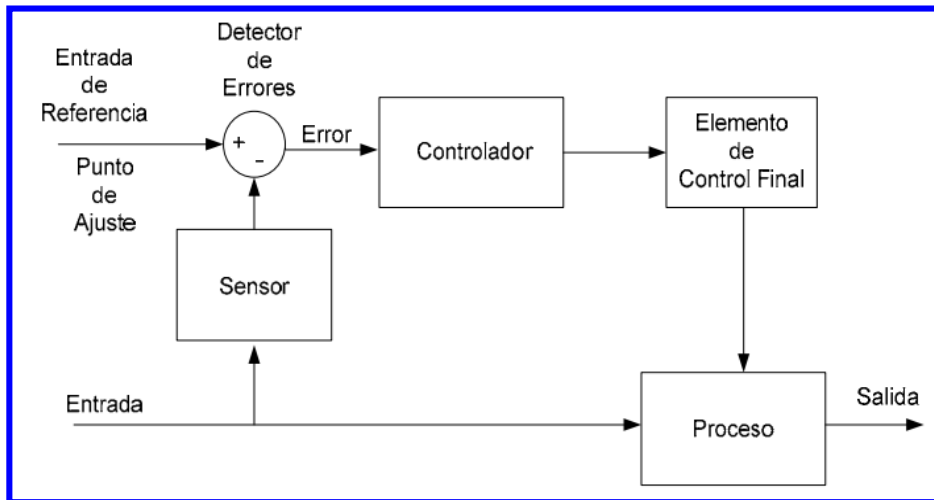 Detector
de
Errores
Entrada
de
Referencia
Punto
de
Ajuste
+
-
Error
Controlador
Elemento
de
Control Final
Sensor
Entrada
Proceso
Salida